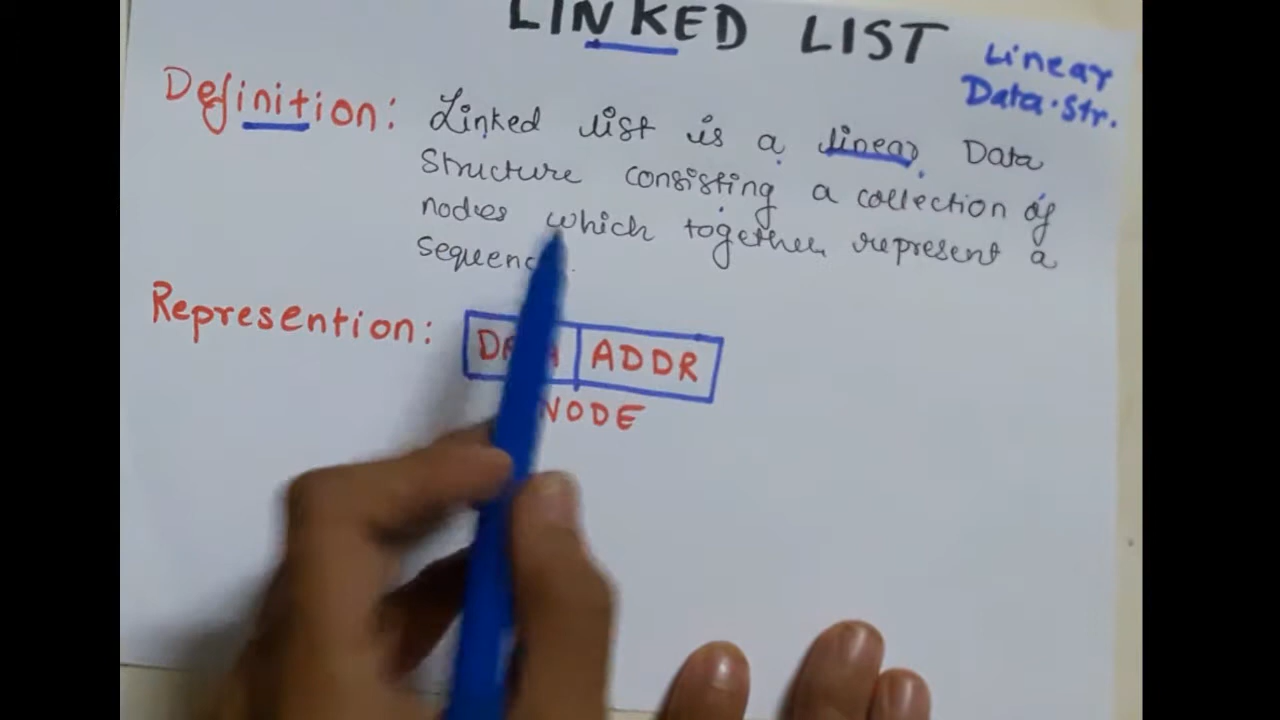 LINKED LIST
Linear
Data·Str.
Definition: Linked list is a linear Data
Structure consisting a collection of
nodes which together represent a
Represention:
ADDR
NODE